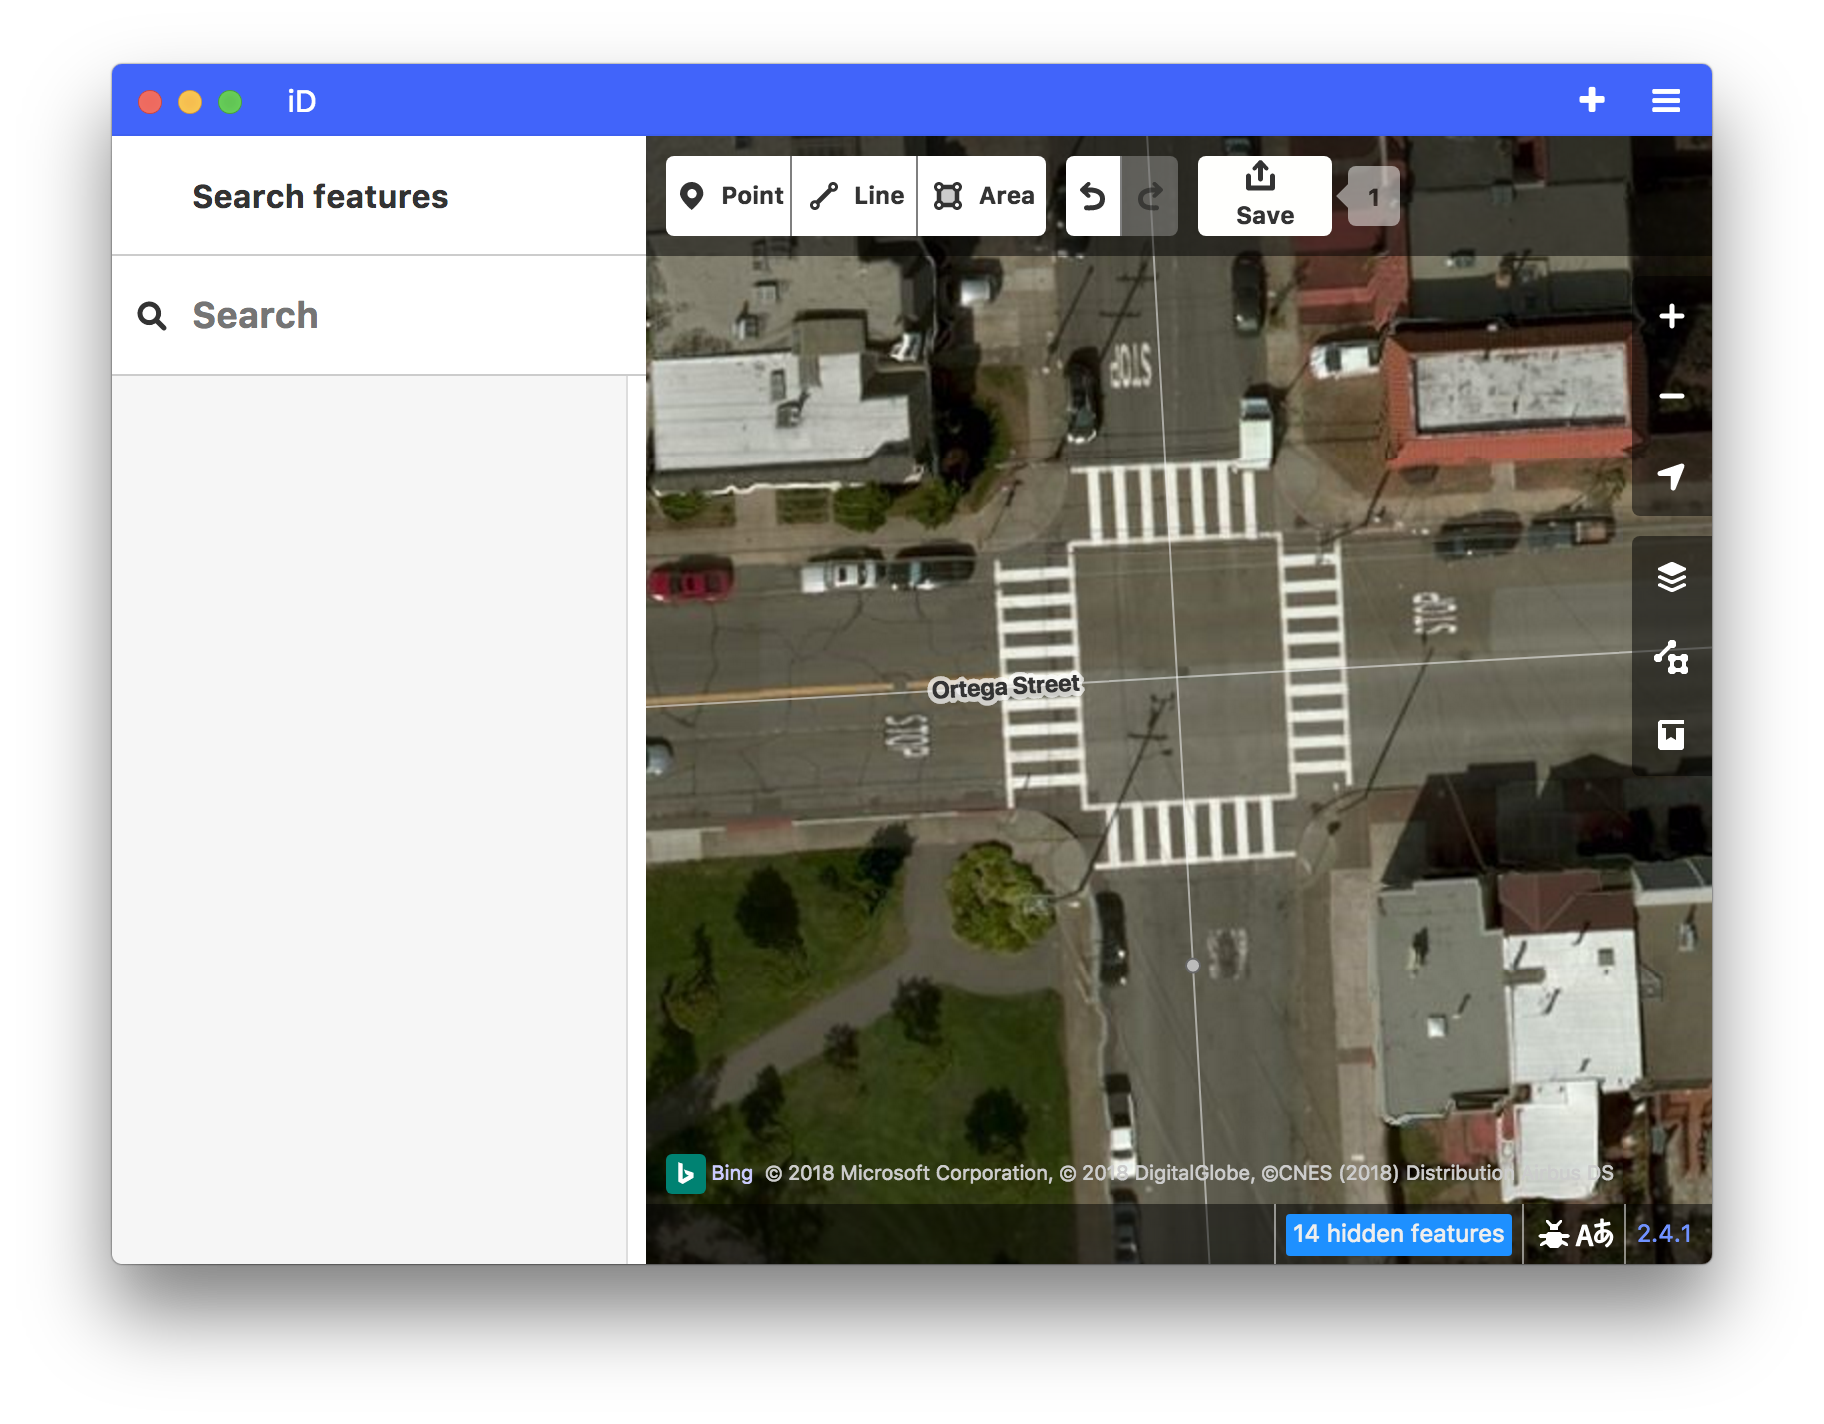 iD
Search features
Search
Point
Line
Area
Save
1
STOP
STOP
Ortega Street
STOP
Bing © 2018 Microsoft Corporation, © 2018 DigitalGlobe, ©CNES (2018) Distribution Airbus DS
14 hidden features
Aあ
2.4.1